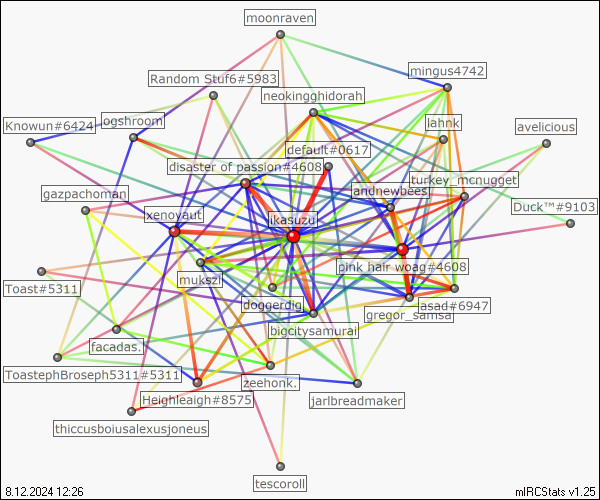 moonraven
mingus4742
Random Stuf6#5983
neokingghidorah
lahnk
Knowun#6424
ogshroom
avelicious
default#0617
disaster of passion#4608
turkey_mcnugget
andnewbees
gazpachoman
Duck™#9103
xenoyaut
ikasuzu
pink hair woag#4608
mukszi
Toast#5311
doggerdig
lasad#6947
gregor_samsa
bigcitysamurai
facadas.
ToastephBroseph5311#5311
zeehonk.
Heighleaigh#8575
jarlbreadmaker
thiccusboiusalexusjoneus
tescoroll
8.12.2024 12:26
mIRCStats v1.25